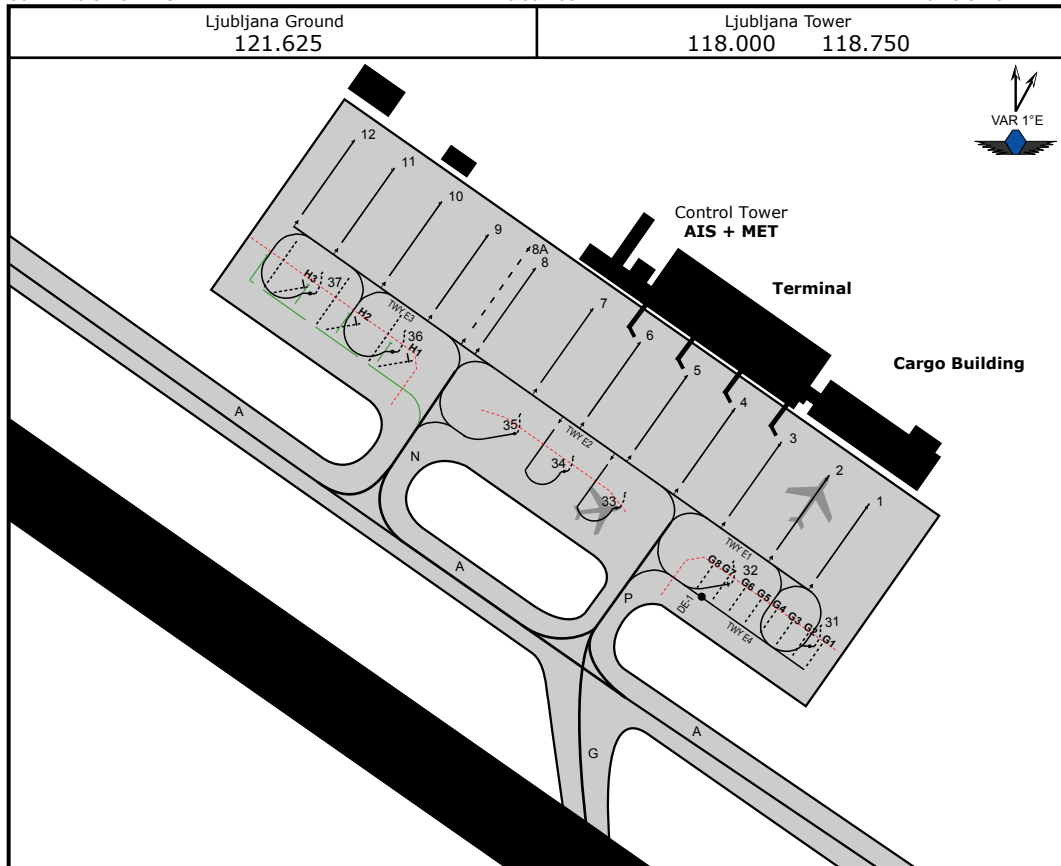 Ljubljana Ground
121.625
Ljubljana Tower
118.000 118.750
VAR 1°E
12
11
10
9
8A
8
7
6
5
4
3
2
1
Control Tower
AIS + MET
Terminal
Cargo Building
H3
37
H2
36
H1
TWY E3
35
34
33
TWY E2
TWY E1
G8
G7
32
G6
G5
G4
G3
G2
G1
31
DE-1
TWY E4
A
N
A
P
A
G